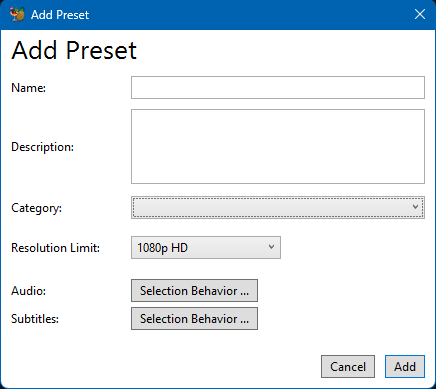 Add Preset
Add Preset
Name:
Description:
Category:
Resolution Limit: 1080p HD
Audio: Selection Behavior ...
Subtitles: Selection Behavior ...
Cancel Add